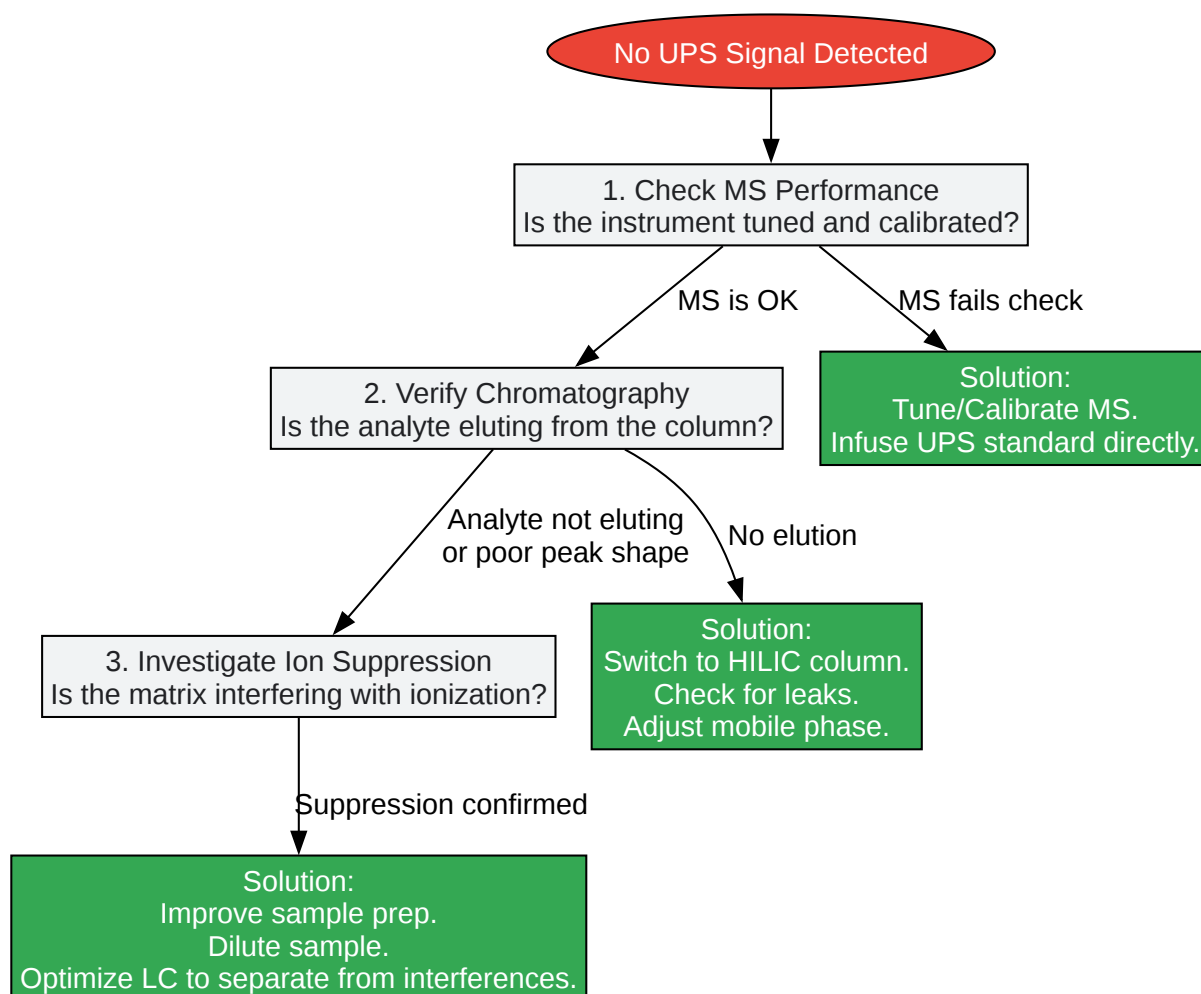 No UPS Signal Detected
1. Check MS Performance
Is the instrument tuned and calibrated?
MS is OK
MS fails check
2. Verify Chromatography
Is the analyte eluting from the column?
Solution:
Tune/Calibrate MS.
Infuse UPS standard directly.
Analyte not eluting
or poor peak shape
No elution
3. Investigate Ion Suppression
Is the matrix interfering with ionization?
Solution:
Switch to HILIC column.
Check for leaks.
Adjust mobile phase.
Suppression confirmed
Solution:
Improve sample prep.
Dilute sample.
Optimize LC to separate from interferences.